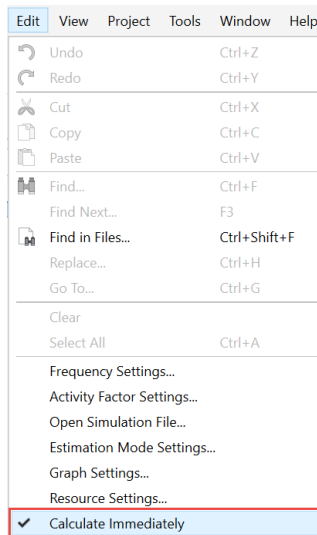 Edit View Project Tools Window Help
Undo Ctrl+Z
Redo Ctrl+Y
Cut Ctrl+X
Copy Ctrl+C
Paste Ctrl+V
Find... Ctrl+F
Find Next... F3
Find in Files... Ctrl+Shift+F
Replace... Ctrl+H
Go To... Ctrl+G
Clear
Select All Ctrl+A
Frequency Settings...
Activity Factor Settings...
Open Simulation File...
Estimation Mode Settings...
Graph Settings...
Resource Settings...
Calculate Immediately